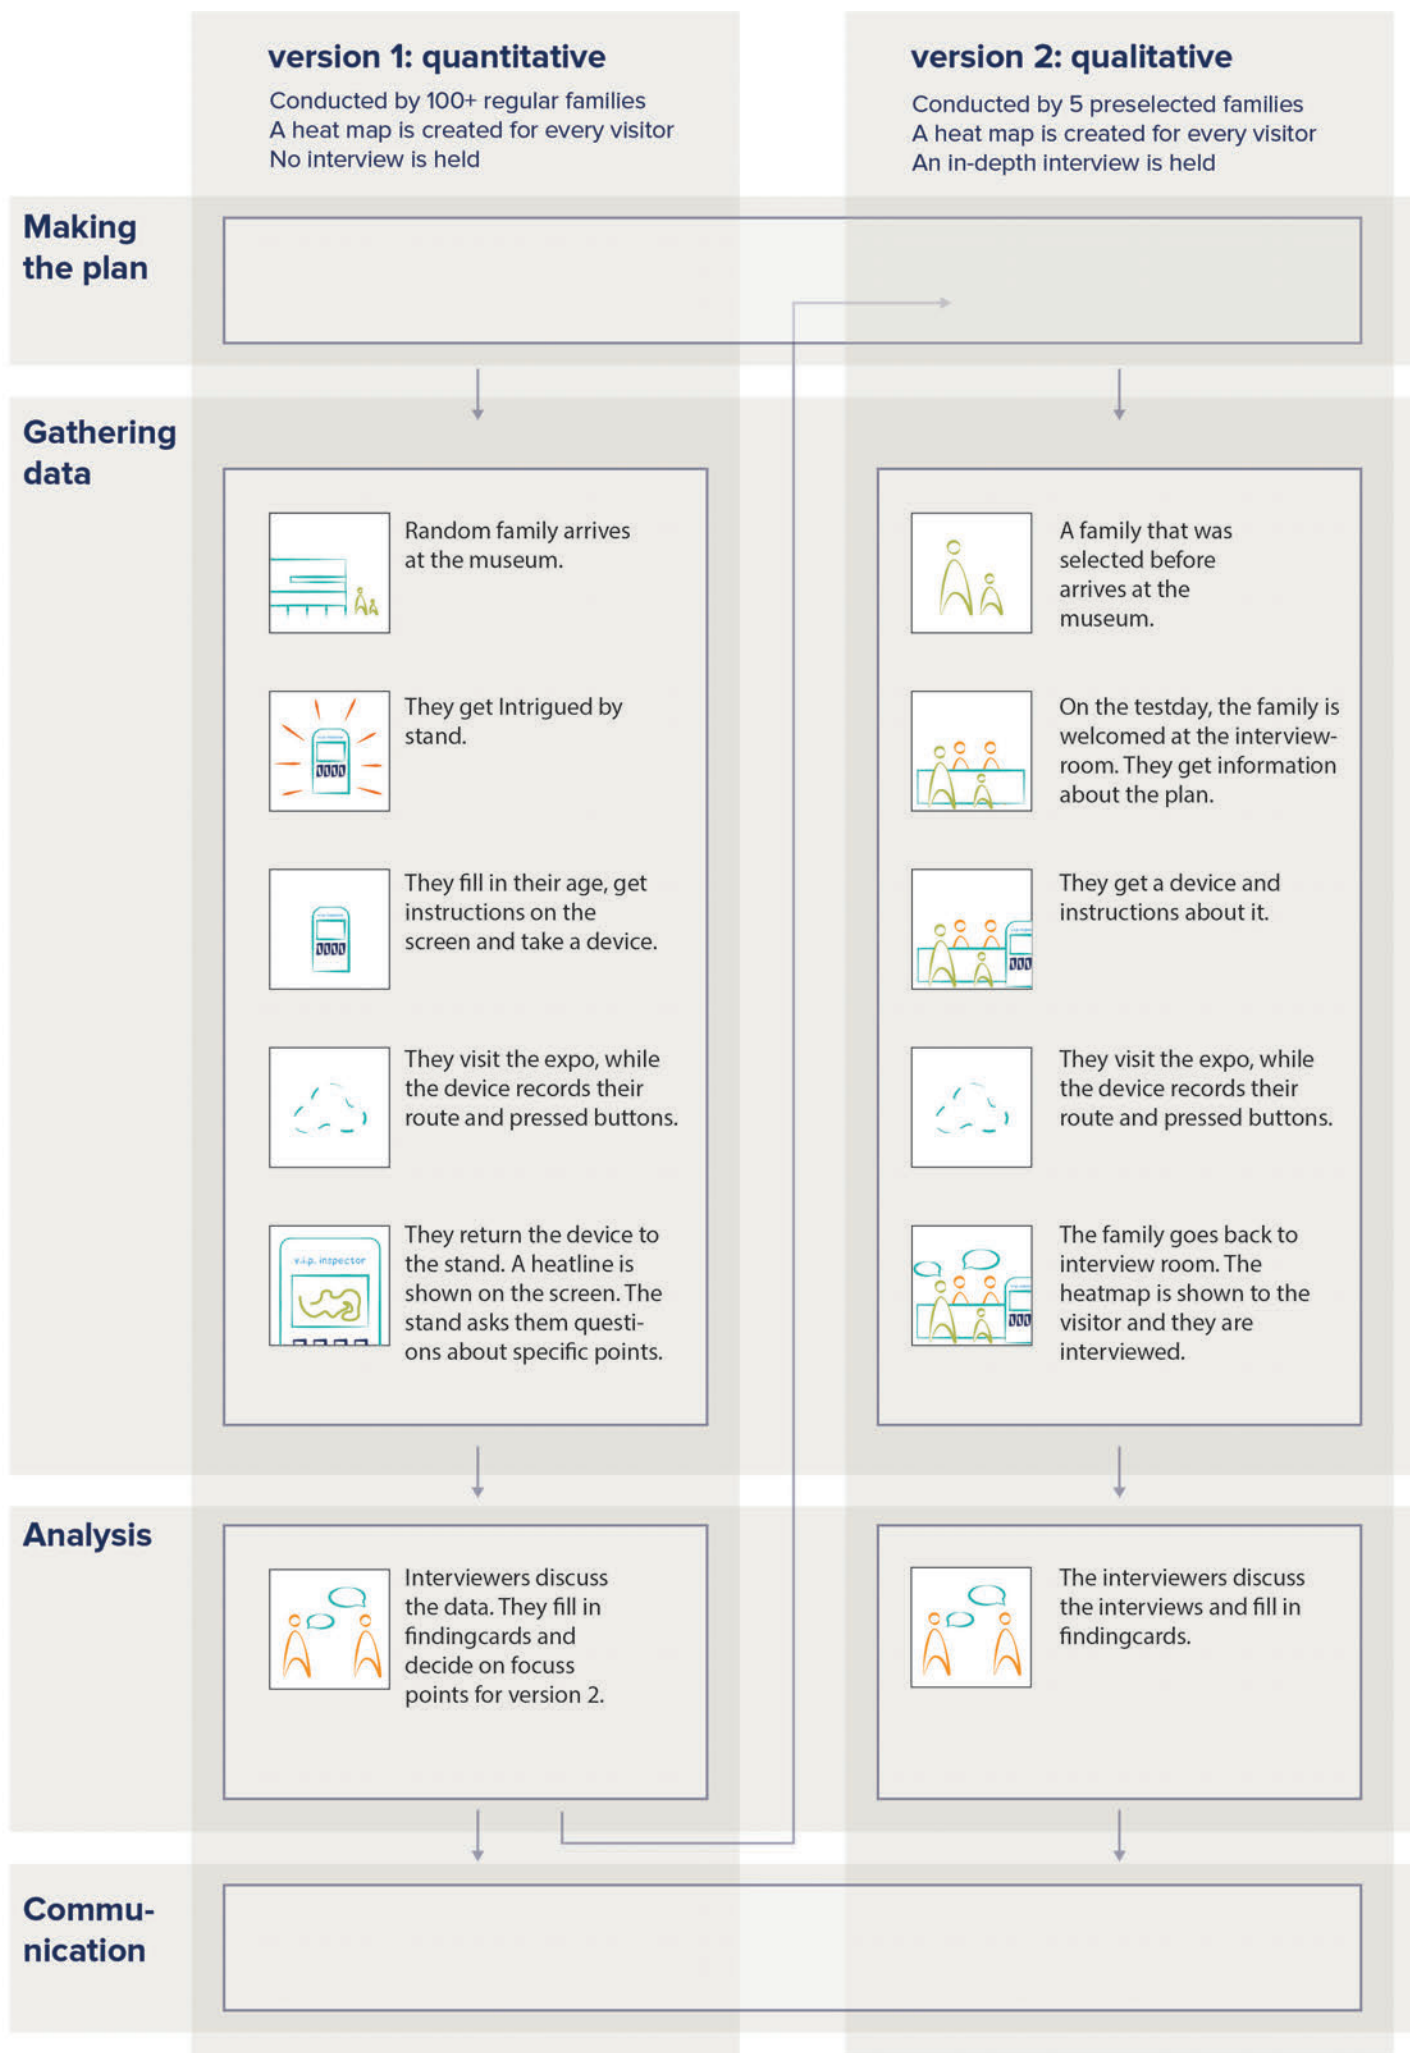 version 1: quantitative
Conducted by 100+ regular families
A heat map is created for every visitor
No interview is held
version 2: qualitative
Conducted by 5 preselected families
A heat map is created for every visitor
An in-depth interview is held
Making
the plan
Gathering
data
Random family arrives
at the museum.
They get Intrigued by
stand.
They fill in their age, get
instructions on the
screen and take a device.
They visit the expo, while
the device records their
route and pressed buttons.
v.i.p. inspector
They return the device to
the stand. A heatline is
shown on the screen. The
stand asks them questi-
ons about specific points.
A family that was
selected before
arrives at the
museum.
On the testday, the family is
welcomed at the interview-
room. They get information
about the plan.
They get a device and
instructions about it.
They visit the expo, while
the device records their
route and pressed buttons.
The family goes back to
interview room. The
heatmap is shown to the
visitor and they are
interviewed.
Analysis
Interviewers discuss
the data. They fill in
findingcards and
decide on focuss
points for version 2.
The interviewers discuss
the interviews and fill in
findingcards.
Commu-
nication